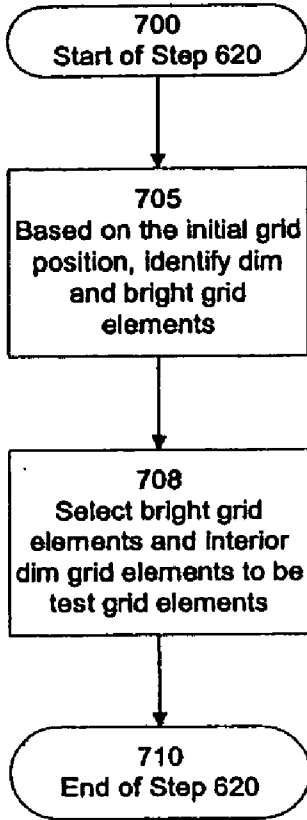 700
Start of Step 620
705
Based on the initial grid
position, identify dim
and bright grid
elements
708
Select bright grid
elements and interior
dim grid elements to be
test grid elements
710
End of Step 620